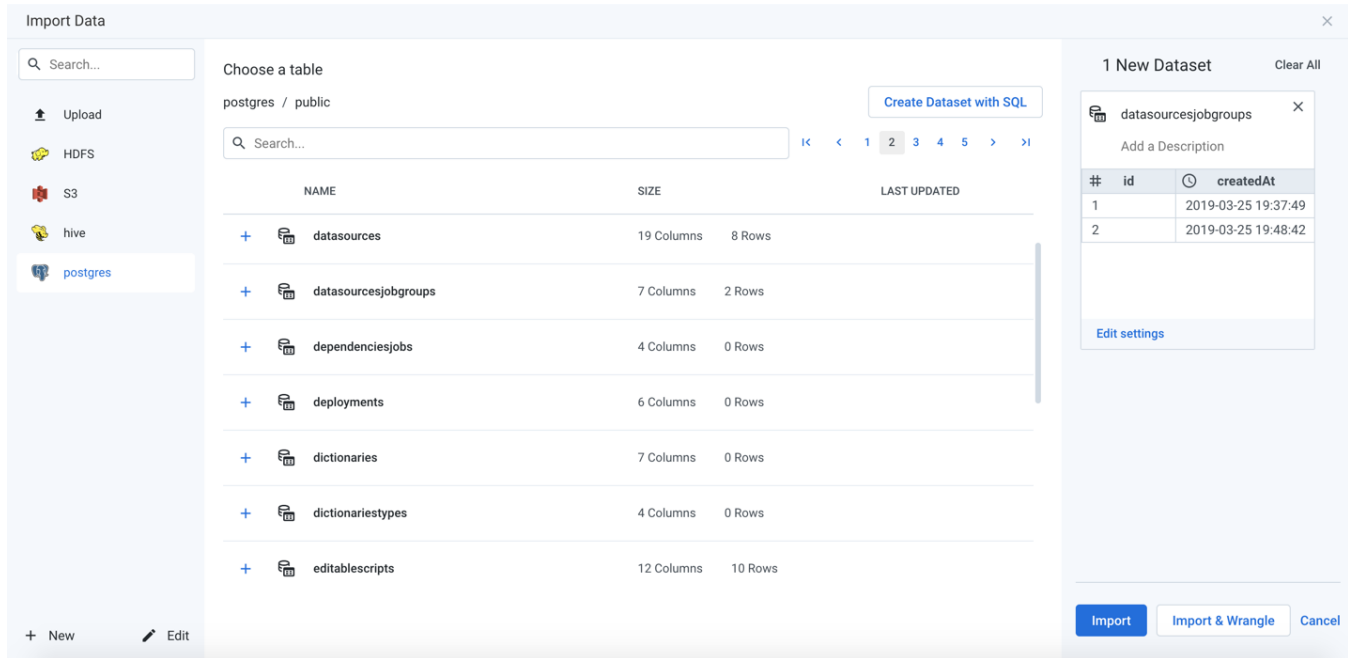 Import Data
Search...
Upload
HDFS
S3
hive
postgres
New
Edit
Choose a table
postgres / public
Create Dataset with SQL
Search...
1 2 3 4 5
NAME SIZE LAST UPDATED
datasources 19 Columns 8 Rows
datasourcesjobgroups 7 Columns 2 Rows
dependenciesjobs 4 Columns 0 Rows
deployments 6 Columns 0 Rows
dictionaries 7 Columns 0 Rows
dictionariestypes 4 Columns 0 Rows
editablescripts 12 Columns 10 Rows
1 New Dataset Clear All
datasourcesjobgroups
Add a Description
# id createdAt
1 2019-03-25 19:37:49
2 2019-03-25 19:48:42
Edit settings
Import Import & Wrangle Cancel